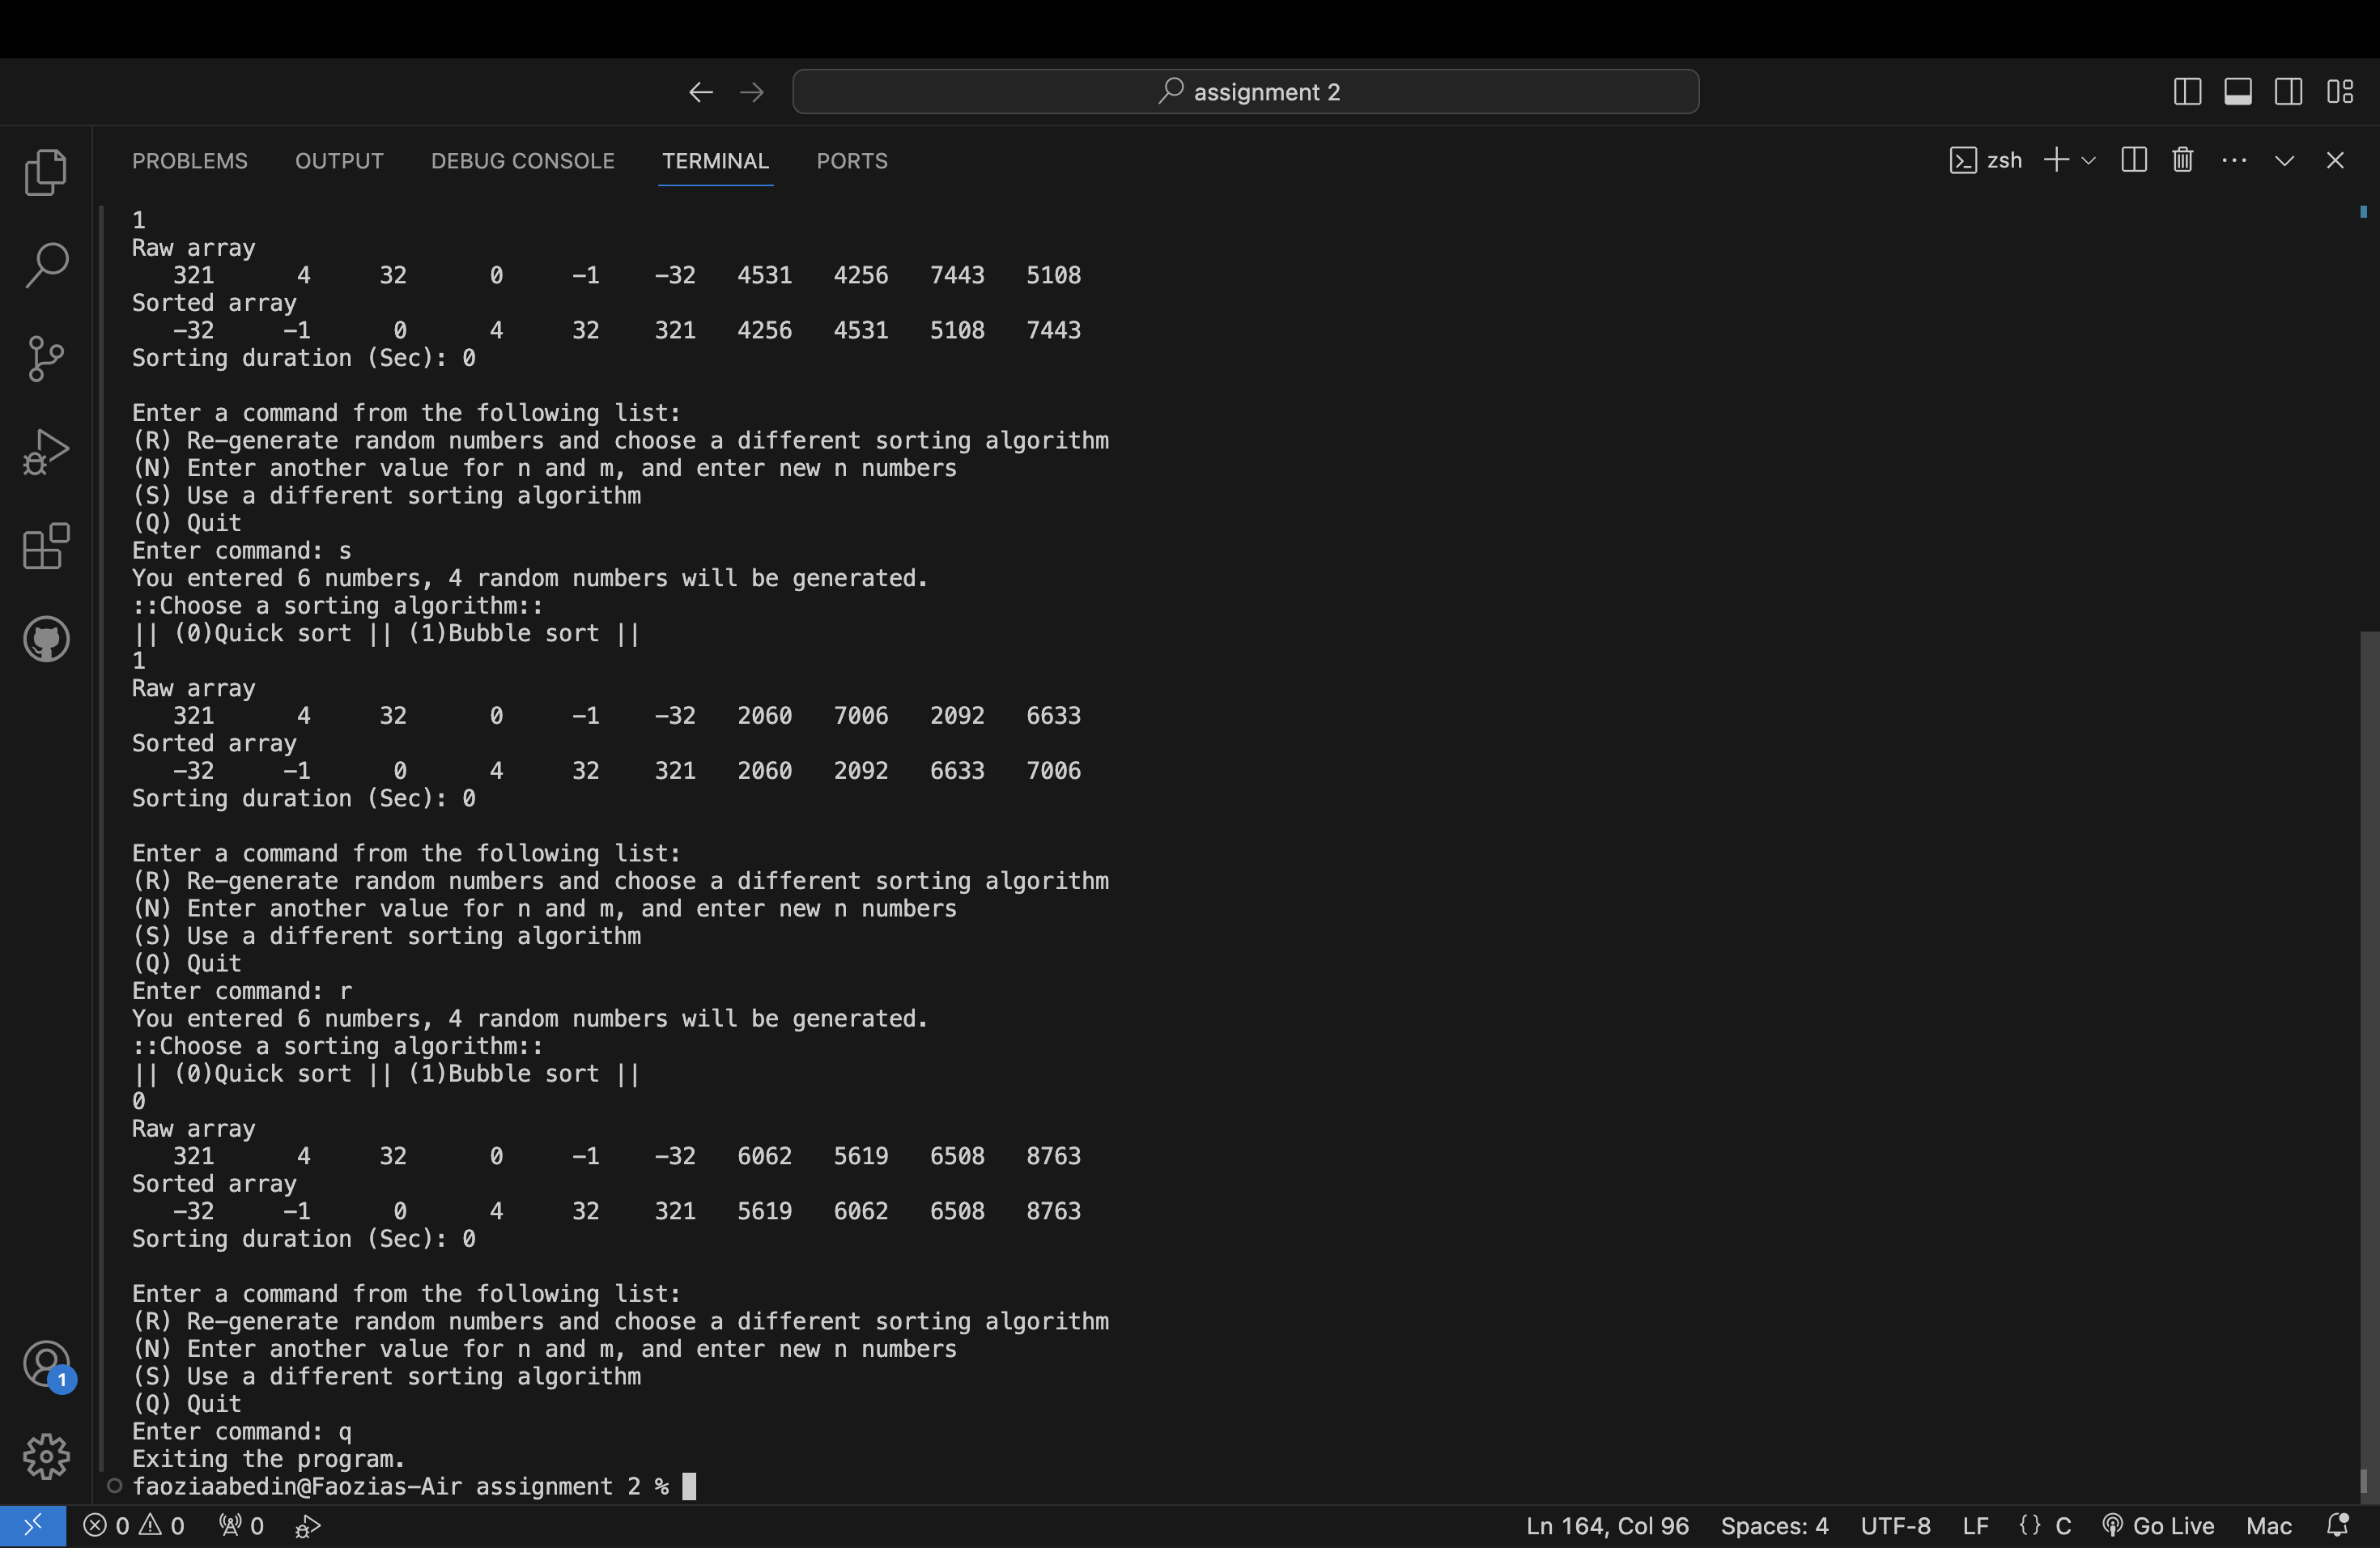 assignment 2
PROBLEMS OUTPUT DEBUG CONSOLE TERMINAL PORTS zsh
1
Raw array
321 4 32 0 -1 -32 4531 4256 7443 5108
Sorted array
-32 -1 0 4 32 321 4256 4531 5108 7443
Sorting duration (Sec): 0
Enter a command from the following list:
(R) Re-generate random numbers and choose a different sorting algorithm
(N) Enter another value for n and m, and enter new n numbers
(S) Use a different sorting algorithm
(Q) Quit
Enter command: s
You entered 6 numbers, 4 random numbers will be generated.
::Choose a sorting algorithm::
|| (0)Quick sort || (1)Bubble sort ||
1
Raw array
321 4 32 0 -1 -32 2060 7006 2092 6633
Sorted array
-32 -1 0 4 32 321 2060 2092 6633 7006
Sorting duration (Sec): 0
Enter a command from the following list:
(R) Re-generate random numbers and choose a different sorting algorithm
(N) Enter another value for n and m, and enter new n numbers
(S) Use a different sorting algorithm
(Q) Quit
Enter command: r
You entered 6 numbers, 4 random numbers will be generated.
::Choose a sorting algorithm::
|| (0)Quick sort || (1)Bubble sort ||
0
Raw array
321 4 32 0 -1 -32 6062 5619 6508 8763
Sorted array
-32 -1 0 4 32 321 5619 6062 6508 8763
Sorting duration (Sec): 0
Enter a command from the following list:
(R) Re-generate random numbers and choose a different sorting algorithm
(N) Enter another value for n and m, and enter new n numbers
(S) Use a different sorting algorithm
(Q) Quit
Enter command: q
Exiting the program.
1
faoziaabedin@Faozias-Air assignment 2 %
0 0 0 Ln 164, Col 96 Spaces: 4 UTF-8 LF {} C Go Live Mac